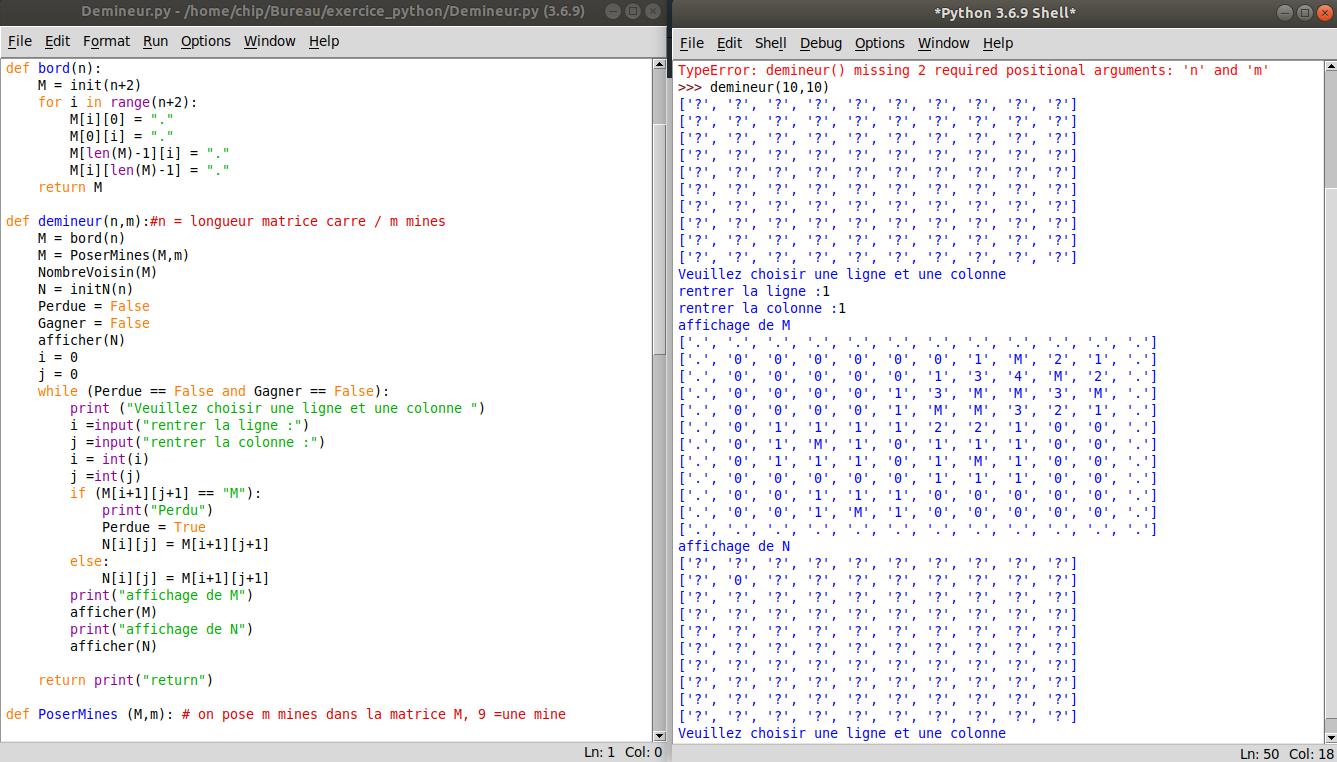 Demineur.py - /home/chip/Bureau/exercice_python/Demineur.py (3.6.9)
File Edit Format Run Options Window Help
def bord(n):
    M = init(n+2)
    for i in range(n+2):
        M[i][0] = "."
        M[0][i] = "."
        M[len(M)-1][i] = "."
        M[i][len(M)-1] = "."
    return M
def demineur(n,m):#n = longueur matrice carre / m mines
    M = bord(n)
    M = PoserMines(M,m)
    NombreVoisin(M)
    N = initN(n)
    Perdue = False
    Gagner = False
    afficher(N)
    i = 0
    j = 0
    while (Perdue == False and Gagner == False):
        print ("Veuillez choisir une ligne et une colonne ")
        i =input("rentrer la ligne :")
        j =input("rentrer la colonne :")
        i = int(i)
        j =int(j)
        if (M[i+1][j+1] == "M"):
            print("Perdu")
            Perdue = True
            N[i][j] = M[i+1][j+1]
        else:
            N[i][j] = M[i+1][j+1]
        print("affichage de M")
        afficher(M)
        print("affichage de N")
        afficher(N)
    return print("return")
def PoserMines (M,m): # on pose m mines dans la matrice M, 9 =une mine
Ln: 1 Col: 0
*Python 3.6.9 Shell*
File Edit Shell Debug Options Window Help
TypeError: demineur() missing 2 required positional arguments: 'n' and 'm'
>>> demineur(10,10)
['?', '?', '?', '?', '?', '?', '?', '?', '?', '?']
['?', '?', '?', '?', '?', '?', '?', '?', '?', '?']
['?', '?', '?', '?', '?', '?', '?', '?', '?', '?']
['?', '?', '?', '?', '?', '?', '?', '?', '?', '?']
['?', '?', '?', '?', '?', '?', '?', '?', '?', '?']
['?', '?', '?', '?', '?', '?', '?', '?', '?', '?']
['?', '?', '?', '?', '?', '?', '?', '?', '?', '?']
['?', '?', '?', '?', '?', '?', '?', '?', '?', '?']
['?', '?', '?', '?', '?', '?', '?', '?', '?', '?']
['?', '?', '?', '?', '?', '?', '?', '?', '?', '?']
Veuillez choisir une ligne et une colonne
rentrer la ligne :1
rentrer la colonne :1
affichage de M
['.', '.', '.', '.', '.', '.', '.', '.', '.', '.', '.', '.']
['.', '0', '0', '0', '0', '0', '0', '1', 'M', '2', '1', '.']
['.', '0', '0', '0', '0', '0', '1', '3', '4', 'M', '2', '.']
['.', '0', '0', '0', '0', '1', '3', 'M', 'M', '3', 'M', '.']
['.', '0', '0', '0', '0', '1', 'M', 'M', '3', '2', '1', '.']
['.', '0', '1', '1', '1', '1', '2', '2', '1', '0', '0', '.']
['.', '0', '1', 'M', '1', '0', '1', '1', '1', '0', '0', '.']
['.', '0', '1', '1', '1', '0', '1', 'M', '1', '0', '0', '.']
['.', '0', '0', '0', '0', '0', '1', '1', '1', '0', '0', '.']
['.', '0', '0', '1', '1', '1', '0', '0', '0', '0', '0', '.']
['.', '0', '0', '1', 'M', '1', '0', '0', '0', '0', '0', '.']
['.', '.', '.', '.', '.', '.', '.', '.', '.', '.', '.', '.']
affichage de N
['?', '?', '?', '?', '?', '?', '?', '?', '?', '?']
['?', '0', '?', '?', '?', '?', '?', '?', '?', '?']
['?', '?', '?', '?', '?', '?', '?', '?', '?', '?']
['?', '?', '?', '?', '?', '?', '?', '?', '?', '?']
['?', '?', '?', '?', '?', '?', '?', '?', '?', '?']
['?', '?', '?', '?', '?', '?', '?', '?', '?', '?']
['?', '?', '?', '?', '?', '?', '?', '?', '?', '?']
['?', '?', '?', '?', '?', '?', '?', '?', '?', '?']
['?', '?', '?', '?', '?', '?', '?', '?', '?', '?']
['?', '?', '?', '?', '?', '?', '?', '?', '?', '?']
Veuillez choisir une ligne et une colonne
Ln: 50 Col: 18